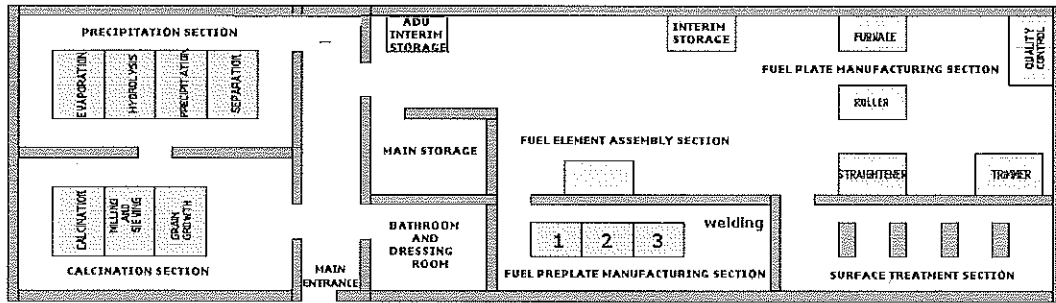 PRECIPITATION SECTION
EVAPORATION
HYDROLYSIS
PRECIPITATION
SEPARATION
ADU
INTERIM
STORAGE
INTERIM
STORAGE
FURNACE
QUALITY
CONTROL
FUEL PLATE MANUFACTURING SECTION
ROLLER
MAIN STORAGE
FUEL ELEMENT ASSEMBLY SECTION
STRAIGHTENER
TRIMMER
CALCINATION
MILLING
AND
SIEVING
GRAIN
GROWTH
CALCINATION SECTION
MAIN
ENTRANCE
BATHROOM
AND
DRESSING
ROOM
welding
1 2 3
FUEL PREPLATE MANUFACTURING SECTION
SURFACE TREATMENT SECTION